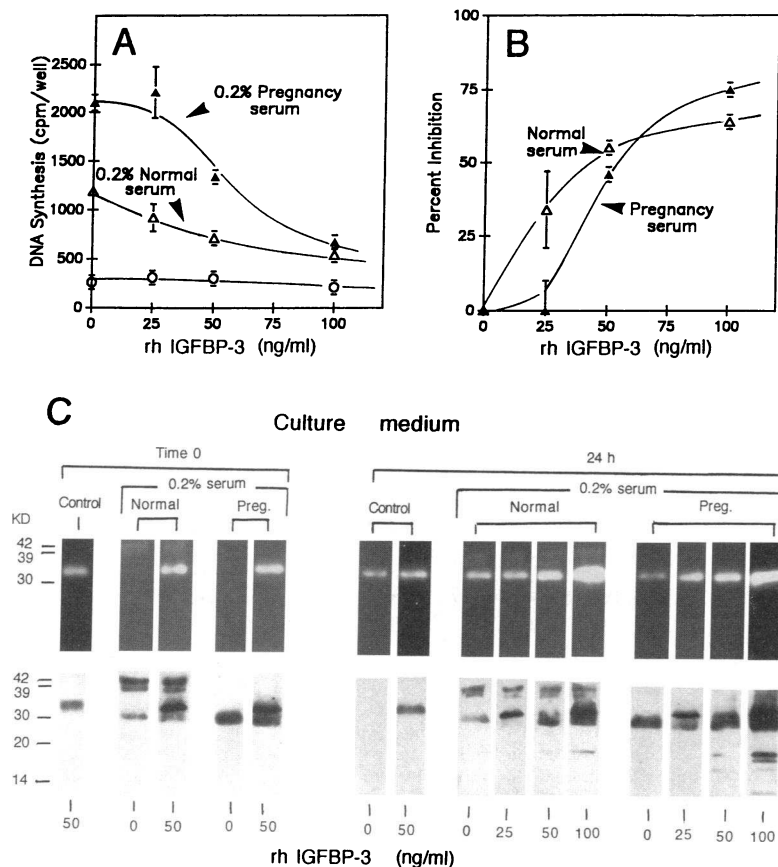 A
2500
2000
1500
1000
500
0
DNA Synthesis (cpm/well)
0.2% Pregnancy
serum
0.2% Normal
serum
0 25 50 75 100
rh IGFBP-3 (ng/ml)
B
100
75
50
25
0
Percent Inhibition
Normal
serum
Pregnancy
serum
0 25 50 75 100
rh IGFBP-3 (ng/ml)
C
Culture medium
Time 0
0.2% serum
Control Normal Preg.
24 h
0.2% serum
Control Normal Preg.
KD
42
39
30
42
39
30
20
14
50 0 50 0 50 0 50 0 25 50 100 0 25 50 100
rh IGFBP-3 (ng/ml)